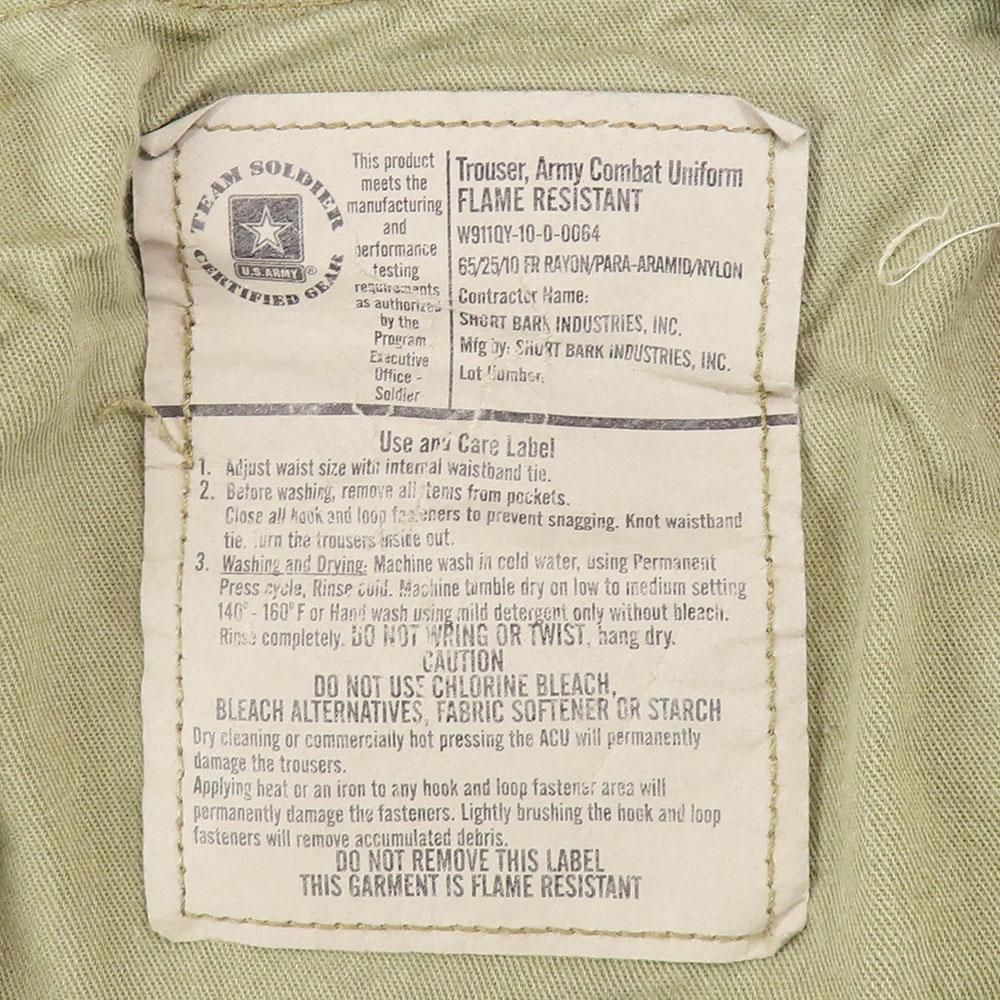 TEAM SOLDIER
U.S.ARMY®
CERTIFIED GEAR
This product
meets the
manufacturing
and
performance
testing
requirements
as authorized
by the
Program
Executive
Office -
Soldier
Trouser, Army Combat Uniform
FLAME RESISTANT
W911QY-10-D-0064
65/25/10 FR RAYON/PARA-ARAMID/NYLON
Contractor Name:
SHORT BARK INDUSTRIES, INC.
Mfg by: SHORT BARK INDUSTRIES, INC.
Lot Number:
Use and Care Label
1. Adjust waist size with internal waistband tie.
2. Before washing, remove all items from pockets.
Close all hook and loop fasteners to prevent snagging. Knot waistband
tie. Turn the trousers inside out.
3. Washing and Drying: Machine wash in cold water, using Permanent
Press cycle, Rinse cold. Machine tumble dry on low to medium setting
140° - 160° F or Hand wash using mild detergent only without bleach.
Rinse completely. DO NOT WRING OR TWIST, hang dry.
CAUTION
DO NOT USE CHLORINE BLEACH,
BLEACH ALTERNATIVES, FABRIC SOFTENER OR STARCH
Dry cleaning or commercially hot pressing the ACU will permanently
damage the trousers.
Applying heat or an iron to any hook and loop fastener area will
permanently damage the fasteners. Lightly brushing the hook and loop
fasteners will remove accumulated debris.
DO NOT REMOVE THIS LABEL
THIS GARMENT IS FLAME RESISTANT